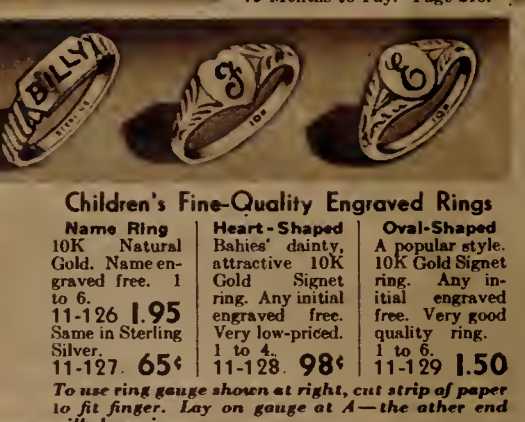 Months to Pay. Page
BILLY
STERLING
F
10K
E
10K
Children's Fine-Quality Engraved Rings
Name Ring
10K Natural
Gold. Name en-
graved free. 1
to 6.
11-126 1.95
Same in Sterling
Silver.
11-127. 65¢
Heart-Shaped
Babies' dainty,
attractive 10K
Gold Signet
ring. Any initial
engraved free.
Very low-priced.
1 to 4.
11-128. 98¢
Oval-Shaped
A popular style.
10K Gold Signet
ring. Any in-
itial engraved
free. Very good
quality ring.
1 to 6.
11-129 1.50
To use ring gauge shown at right, cut strip of paper
to fit finger. Lay on gauge at A—the other end